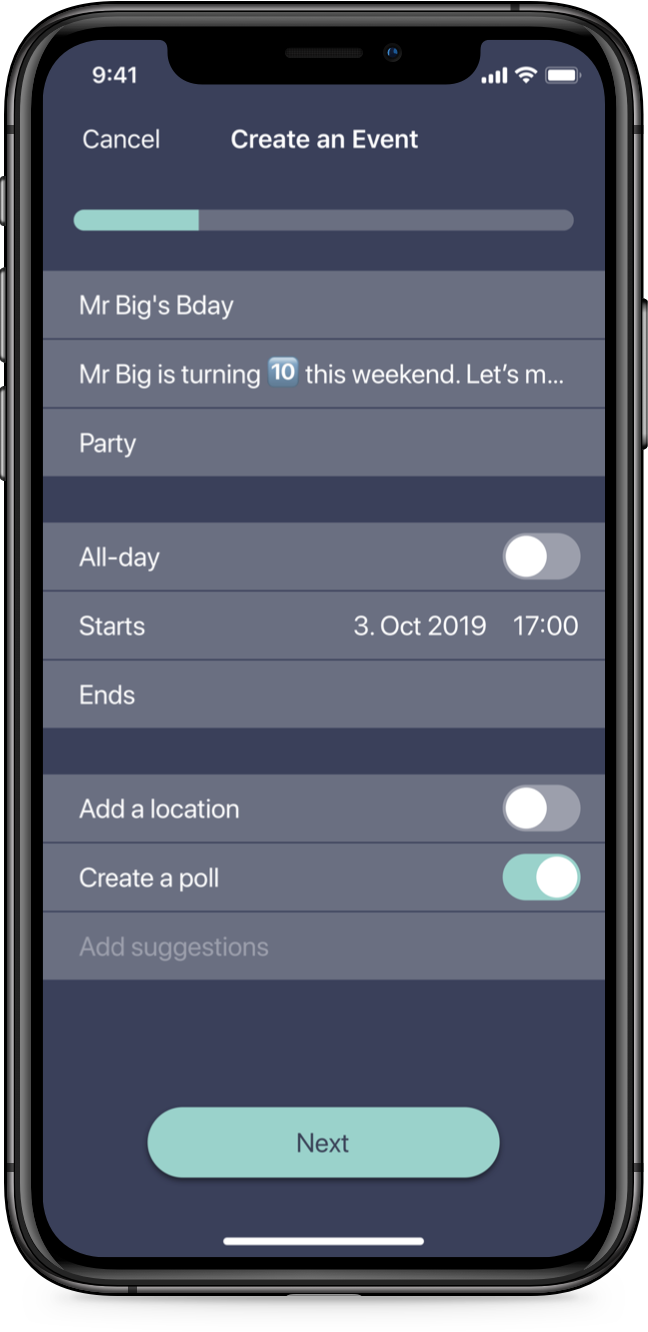 9:41
Cancel Create an Event
Mr Big's Bday
Mr Big is turning 🔟 this weekend. Let’s m...
Party
All-day
Starts 3. Oct 2019 17:00
Ends
Add a location
Create a poll
Add suggestions
Next